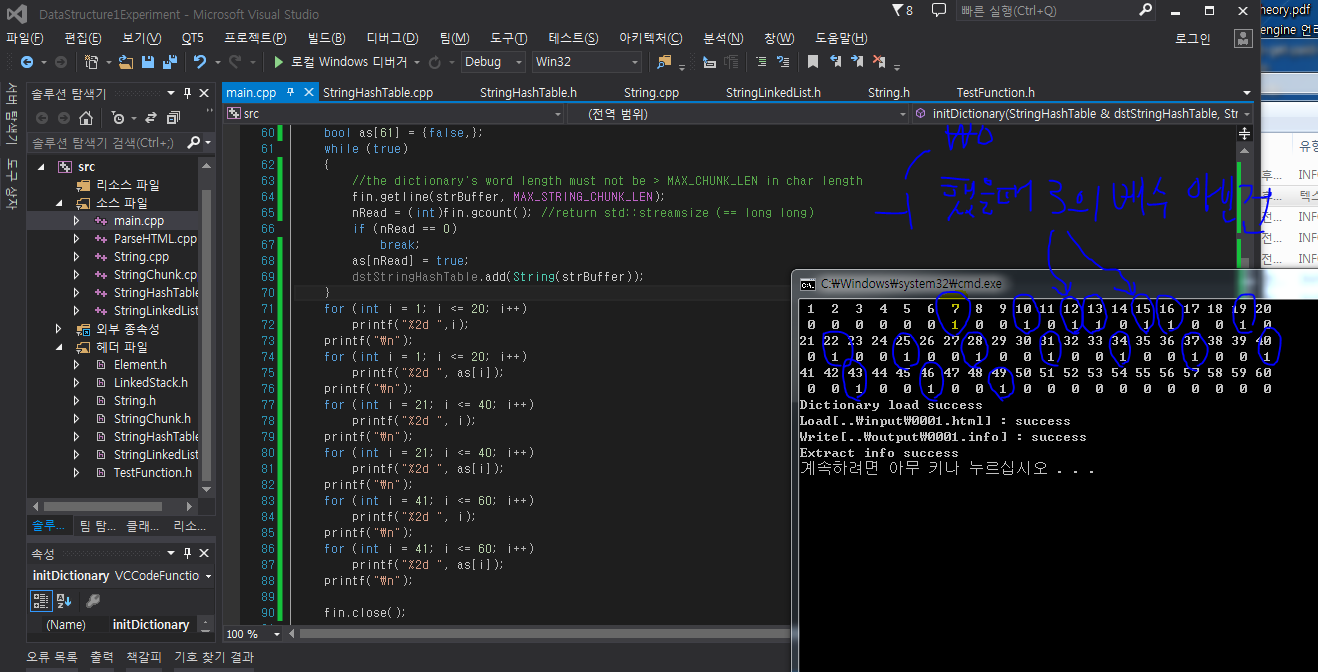 DataStructure1Experiment - Microsoft Visual Studio
8
빠른 실행(Ctrl+Q)
heory.pdf
engine 언리
파일(F) 편집(E) 보기(V) QT5 프로젝트(P) 빌드(B) 디버그(D) 팀(M) 도구(T) 테스트(S) 아키텍처(C) 분석(N) 창(W) 도움말(H)
로그인
로컬 Windows 디버거 Debug Win32
서버 탐색기
도구 상자
솔루션 탐색기
솔루션 탐색기 검색(Ctrl+;)
src
리소스 파일
소스 파일
main.cpp
ParseHTML.cpp
String.cpp
StringChunk.cp
StringHashTable
StringLinkedList
외부 종속성
헤더 파일
Element.h
LinkedStack.h
String.h
StringChunk.h
StringHashTable
StringLinkedList
TestFunction.h
솔루... 팀 탐... 클래... 리소...
속성
initDictionary VCCodeFunctio
(Name) initDictionary
main.cpp StringHashTable.cpp StringHashTable.h String.cpp StringLinkedList.h String.h TestFunction.h
src (전역 범위) initDictionary(StringHashTable & dstStringHashTable, Str
60 bool as[61] = {false,};
61 while (true)
62 {
63 //the dictionary's word length must not be > MAX_CHUNK_LEN in char length
64 fin.getline(strBuffer, MAX_STRING_CHUNK_LEN);
65 nRead = (int)fin.gcount(); //return std::streamsize (== long long)
66 if (nRead == 0)
67 break;
68 as[nRead] = true;
69 dstStringHashTable.add(String(strBuffer));
70 }
71 for (int i = 1; i <= 20; i++)
72 printf("%2d ",i);
73 printf("₩n");
74 for (int i = 1; i <= 20; i++)
75 printf("%2d ", as[i]);
76 printf("₩n");
77 for (int i = 21; i <= 40; i++)
78 printf("%2d ", i);
79 printf("₩n");
80 for (int i = 21; i <= 40; i++)
81 printf("%2d ", as[i]);
82 printf("₩n");
83 for (int i = 41; i <= 60; i++)
84 printf("%2d ", i);
85 printf("₩n");
86 for (int i = 41; i <= 60; i++)
87 printf("%2d ", as[i]);
88 printf("₩n");
89
90 fin.close();
100 %
₩0
했을때 3의 배수 아닌가
유형
INFO
텍스
INFO
INFO
INFO
C:₩Windows₩system32₩cmd.exe
1 2 3 4 5 6 7 8 9 10 11 12 13 14 15 16 17 18 19 20
0 0 0 0 0 0 1 0 0 1 0 1 1 0 1 1 0 0 1 0
21 22 23 24 25 26 27 28 29 30 31 32 33 34 35 36 37 38 39 40
0 1 0 0 1 0 0 1 0 0 1 0 0 1 0 0 1 0 0 1
41 42 43 44 45 46 47 48 49 50 51 52 53 54 55 56 57 58 59 60
0 0 1 0 0 1 0 0 1 0 0 0 0 0 0 0 0 0 0 0
Dictionary load success
Load[..₩input₩0001.html] : success
Write[..₩output₩0001.info] : success
Extract info success
계속하려면 아무 키나 누르십시오 . . .
오류 목록 출력 책갈피 기호 찾기 결과